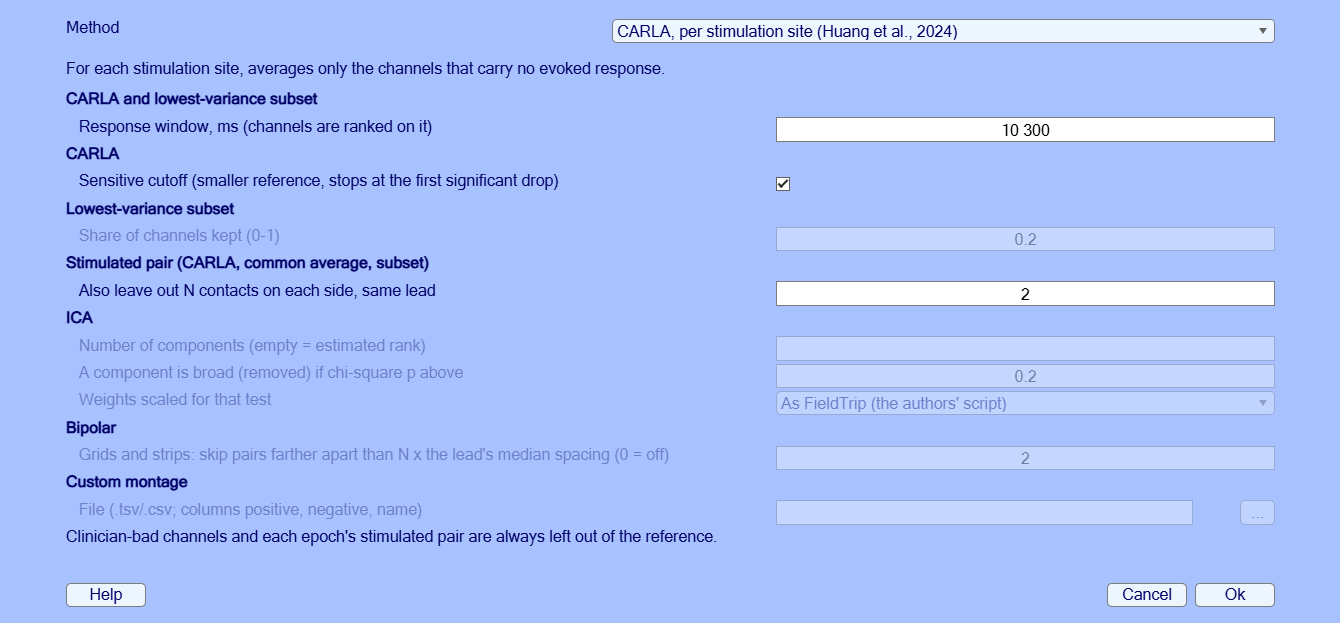 Method
CARLA, per stimulation site (Huang et al., 2024)
For each stimulation site, averages only the channels that carry no evoked response.
CARLA and lowest-variance subset
Response window, ms (channels are ranked on it)
10 300
CARLA
Sensitive cutoff (smaller reference, stops at the first significant drop)
Lowest-variance subset
Share of channels kept (0-1)
0.2
Stimulated pair (CARLA, common average, subset)
Also leave out N contacts on each side, same lead
2
ICA
Number of components (empty = estimated rank)
A component is broad (removed) if chi-square p above
0.2
Weights scaled for that test
As FieldTrip (the authors' script)
Bipolar
Grids and strips: skip pairs farther apart than N x the lead's median spacing (0 = off)
2
Custom montage
File (.tsv/.csv; columns positive, negative, name)
...
Clinician-bad channels and each epoch's stimulated pair are always left out of the reference.
Help
Cancel
Ok